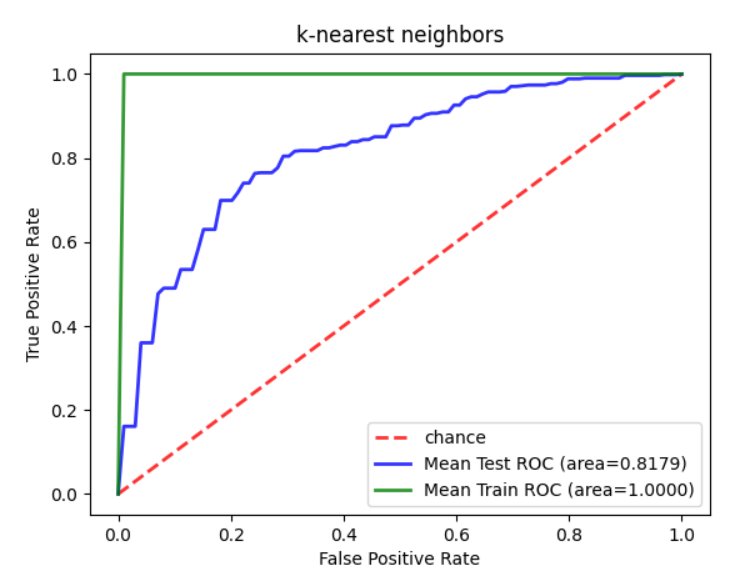 k-nearest neighbors
1.0
0.8
0.6
0.4
0.2
0.0
True Positive Rate
chance
Mean Test ROC (area=0.8179)
Mean Train ROC (area=1.0000)
0.0 0.2 0.4 0.6 0.8 1.0
False Positive Rate